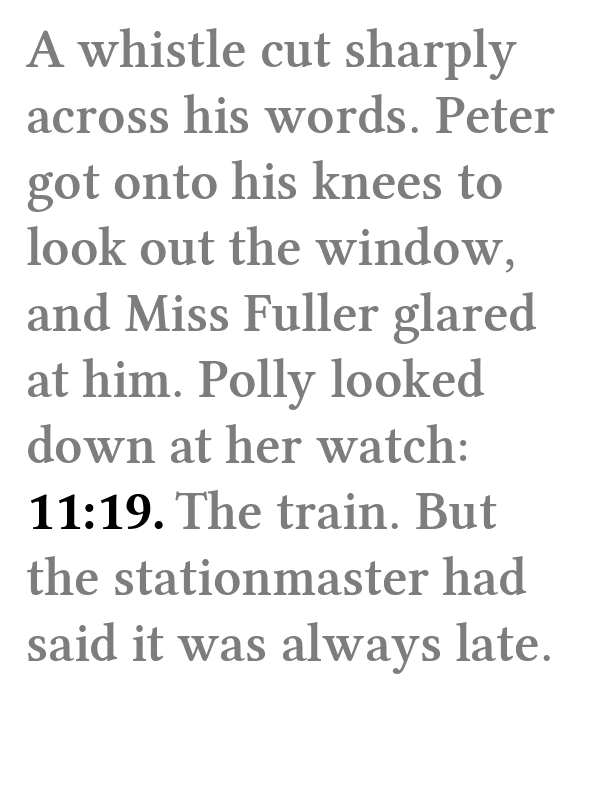 A whistle cut sharply
across his words. Peter
got onto his knees to
look out the window,
and Miss Fuller glared
at him. Polly looked
down at her watch:
11:19. The train. But
the stationmaster had
said it was always late.